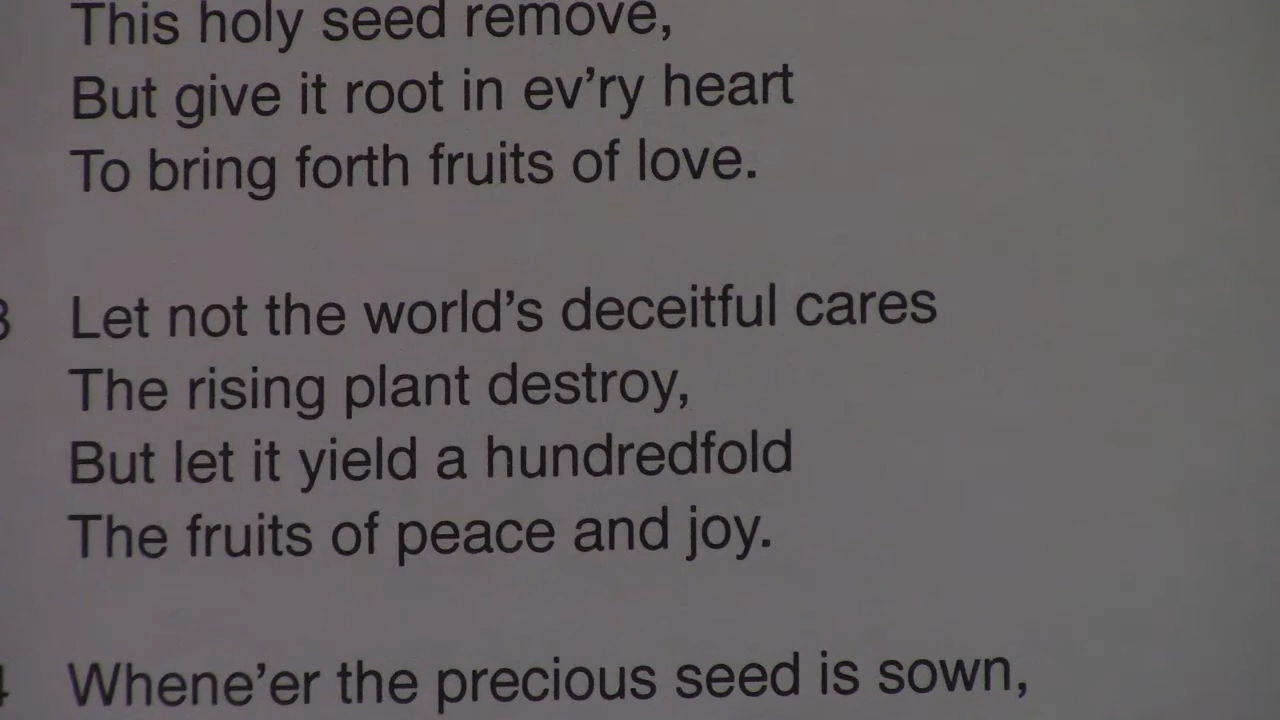 This holy seed remove,
But give it root in ev’ry heart
To bring forth fruits of love.
3 Let not the world’s deceitful cares
The rising plant destroy,
But let it yield a hundredfold
The fruits of peace and joy.
4 Whene’er the precious seed is sown,